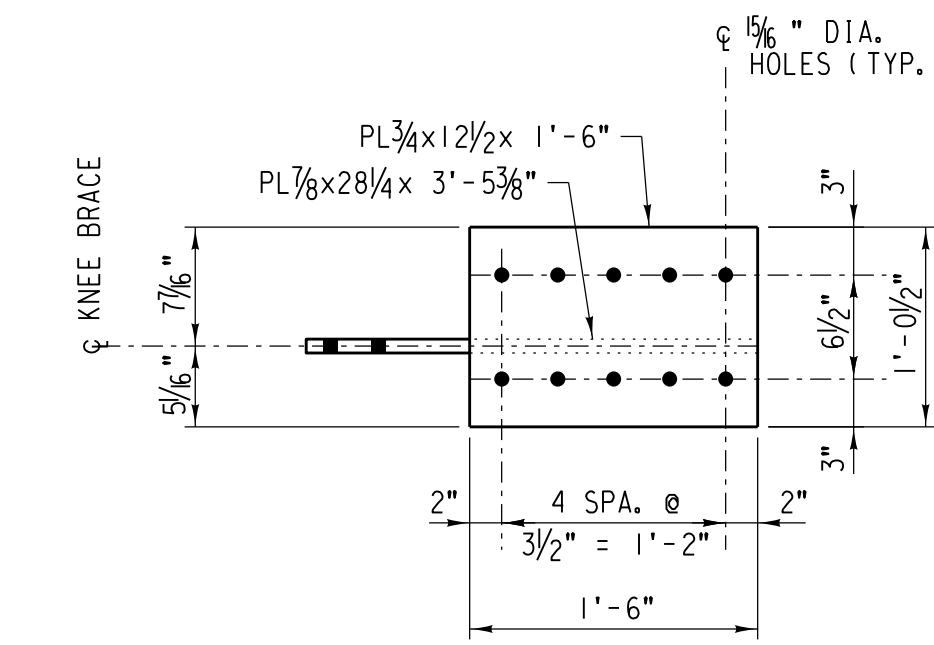 ℄ 15/16 " DIA.
HOLES (TYP.
PL3/4x12 1/2x 1'-6"
PL7/8x28 1/4x 3'-5 3/8"
℄ KNEE BRACE
7 7/16"
5 1/16"
3"
6 1/2"
1'-0 1/2"
3"
2"
4 SPA. @
3 1/2" = 1'-2"
2"
1'-6"